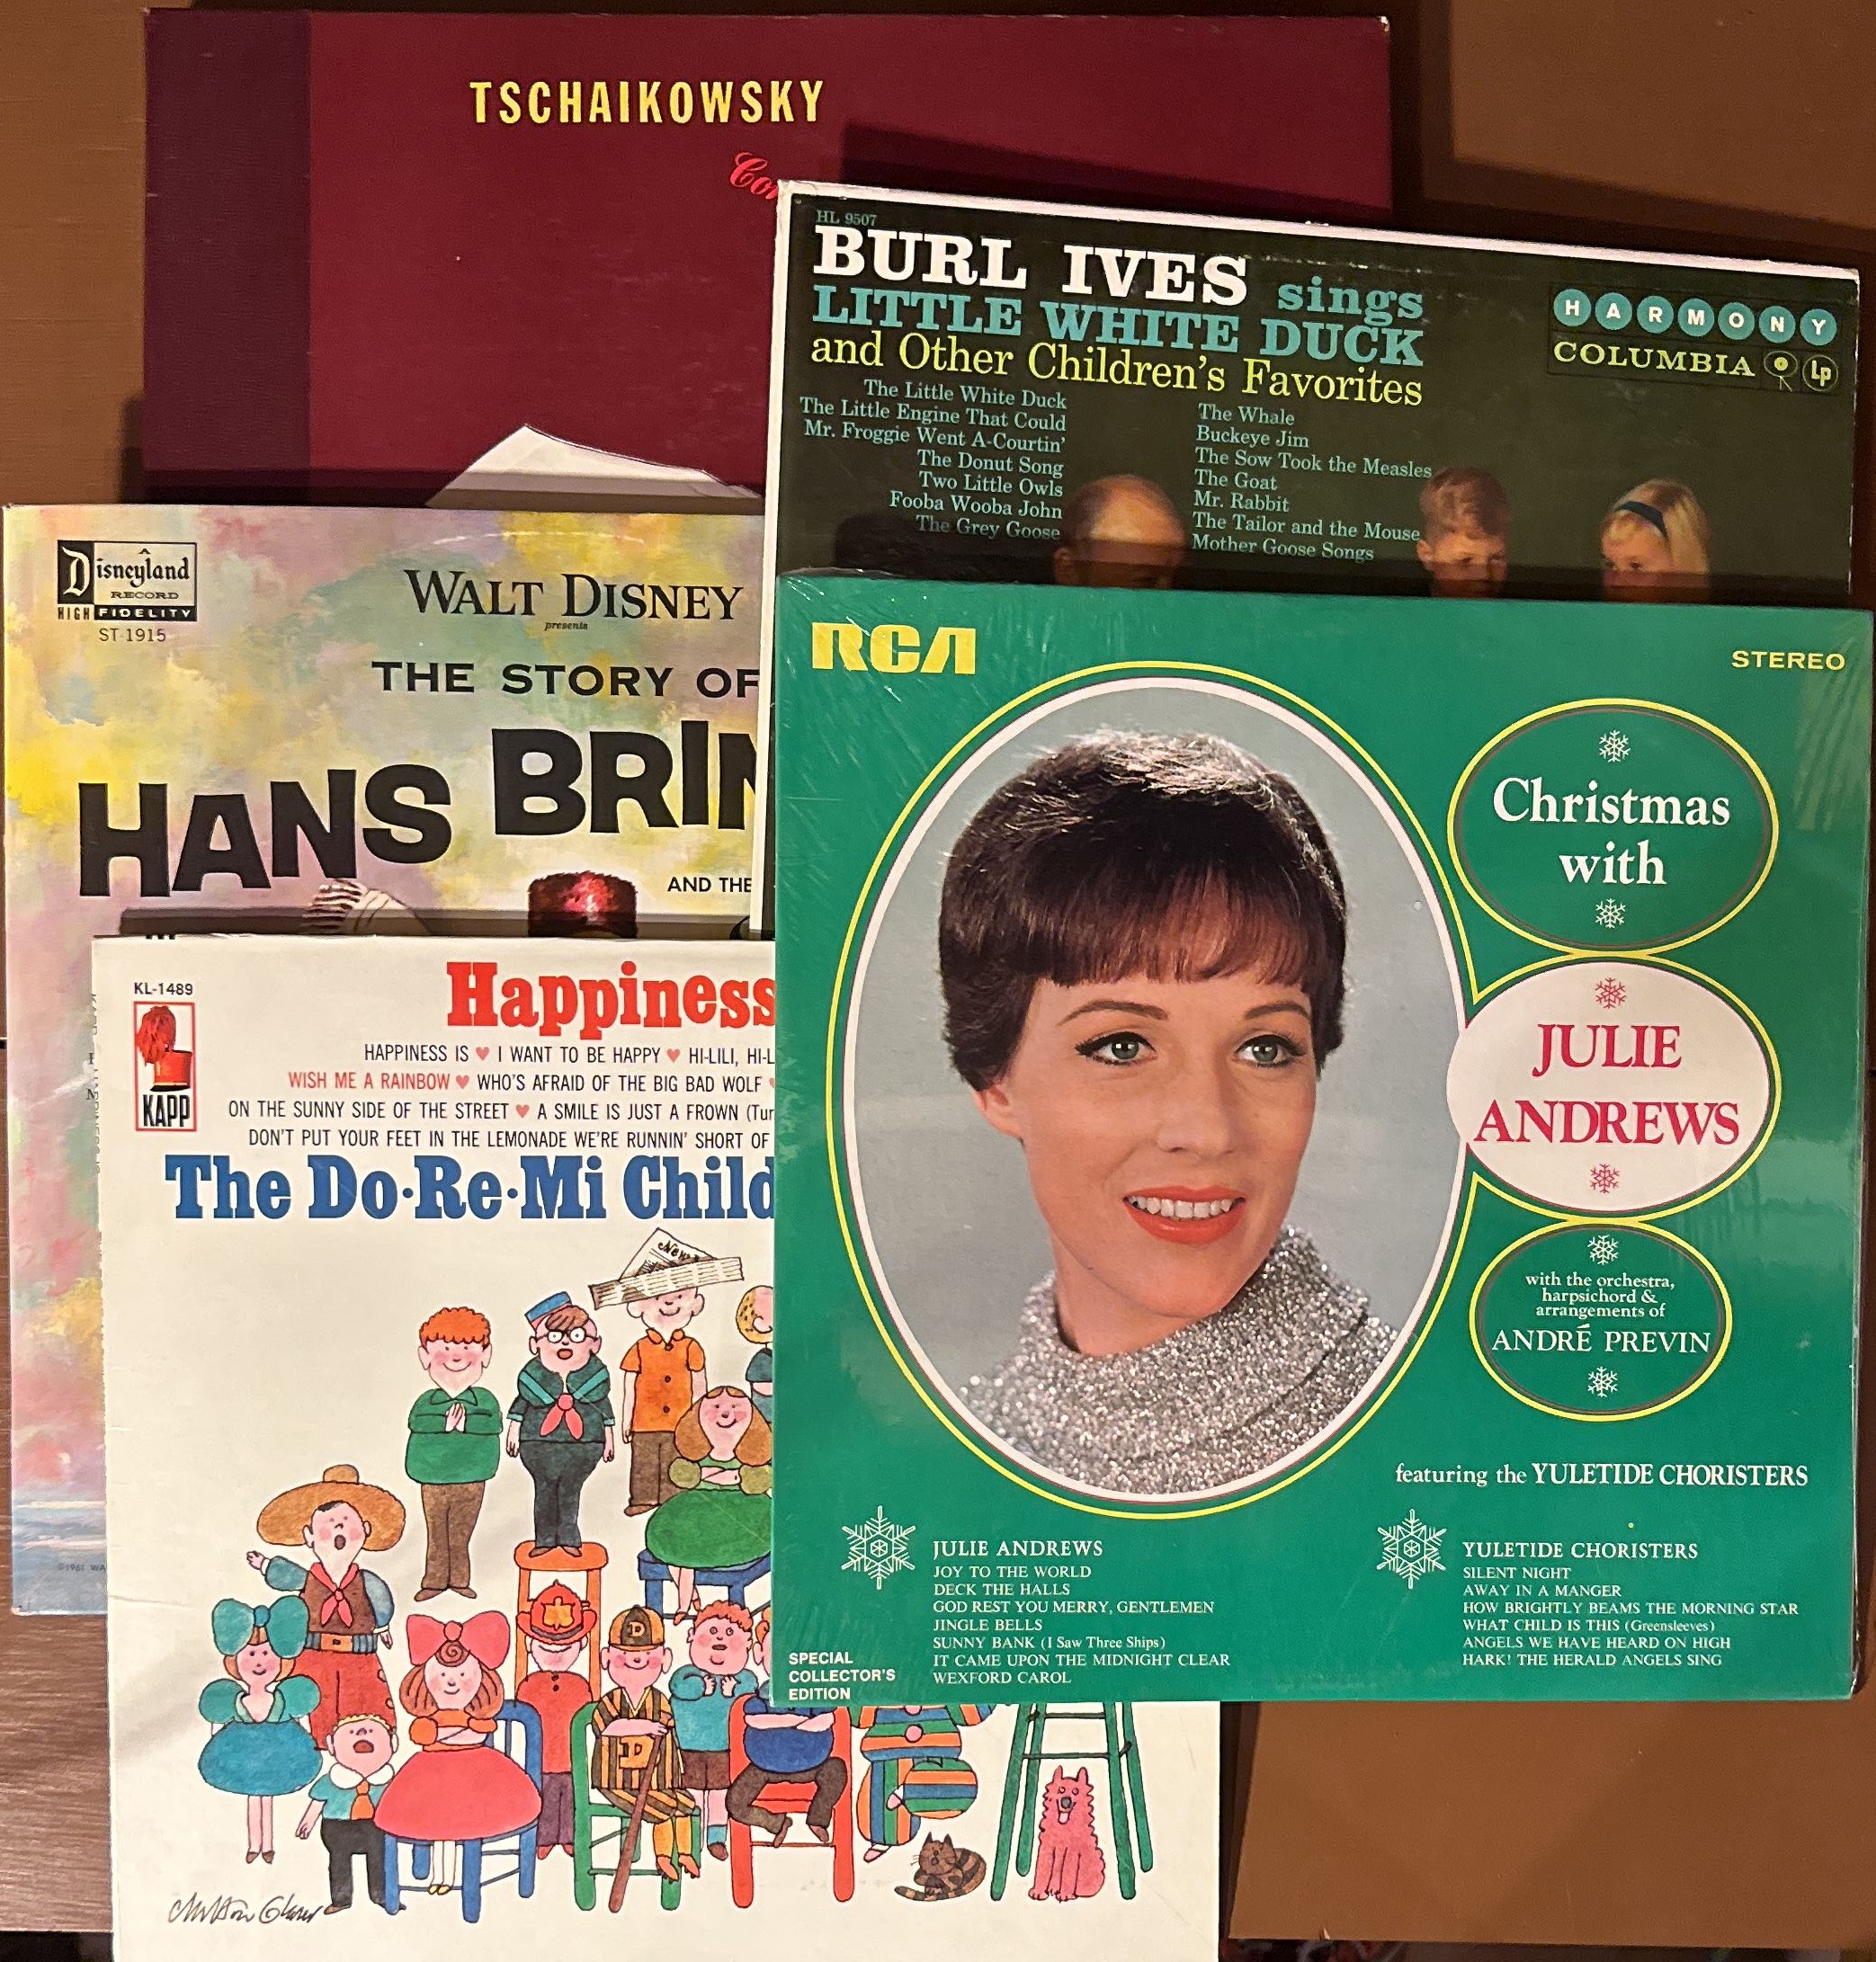 TSCHAIKOWSKY
HL 9507
BURL IVES sings
LITTLE WHITE DUCK
and Other Children's Favorites
HARMONY
COLUMBIA Lp
The Little White Duck
The Little Engine That Could
Mr. Froggie Went A-Courtin'
The Donut Song
Two Little Owls
Fooba Wooba John
The Grey Goose
The Whale
Buckeye Jim
The Sow Took the Measles
The Goat
Mr. Rabbit
The Tailor and the Mouse
Mother Goose Songs
A
Disneyland
RECORD
HIGH FIDELITY
ST-1915
WALT DISNEY
presents
THE STORY OF
HANS BRIN
AND THE
©1961 WA
KL-1489
KAPP
Happiness
HAPPINESS IS ♥ I WANT TO BE HAPPY ♥ HI-LILI, HI-L
WISH ME A RAINBOW ♥ WHO'S AFRAID OF THE BIG BAD WOLF ♥
ON THE SUNNY SIDE OF THE STREET ♥ A SMILE IS JUST A FROWN (Tur
DON'T PUT YOUR FEET IN THE LEMONADE WE'RE RUNNIN' SHORT OF
The Do·Re·Mi Child
News
D
D
Milton Glaser
RCA
STEREO
Christmas
with
JULIE
ANDREWS
with the orchestra,
harpsichord &
arrangements of
ANDRÉ PREVIN
featuring the YULETIDE CHORISTERS
JULIE ANDREWS
JOY TO THE WORLD
DECK THE HALLS
GOD REST YOU MERRY, GENTLEMEN
JINGLE BELLS
SUNNY BANK (I Saw Three Ships)
IT CAME UPON THE MIDNIGHT CLEAR
WEXFORD CAROL
YULETIDE CHORISTERS
SILENT NIGHT
AWAY IN A MANGER
HOW BRIGHTLY BEAMS THE MORNING STAR
WHAT CHILD IS THIS (Greensleeves)
ANGELS WE HAVE HEARD ON HIGH
HARK! THE HERALD ANGELS SING
SPECIAL
COLLECTOR'S
EDITION